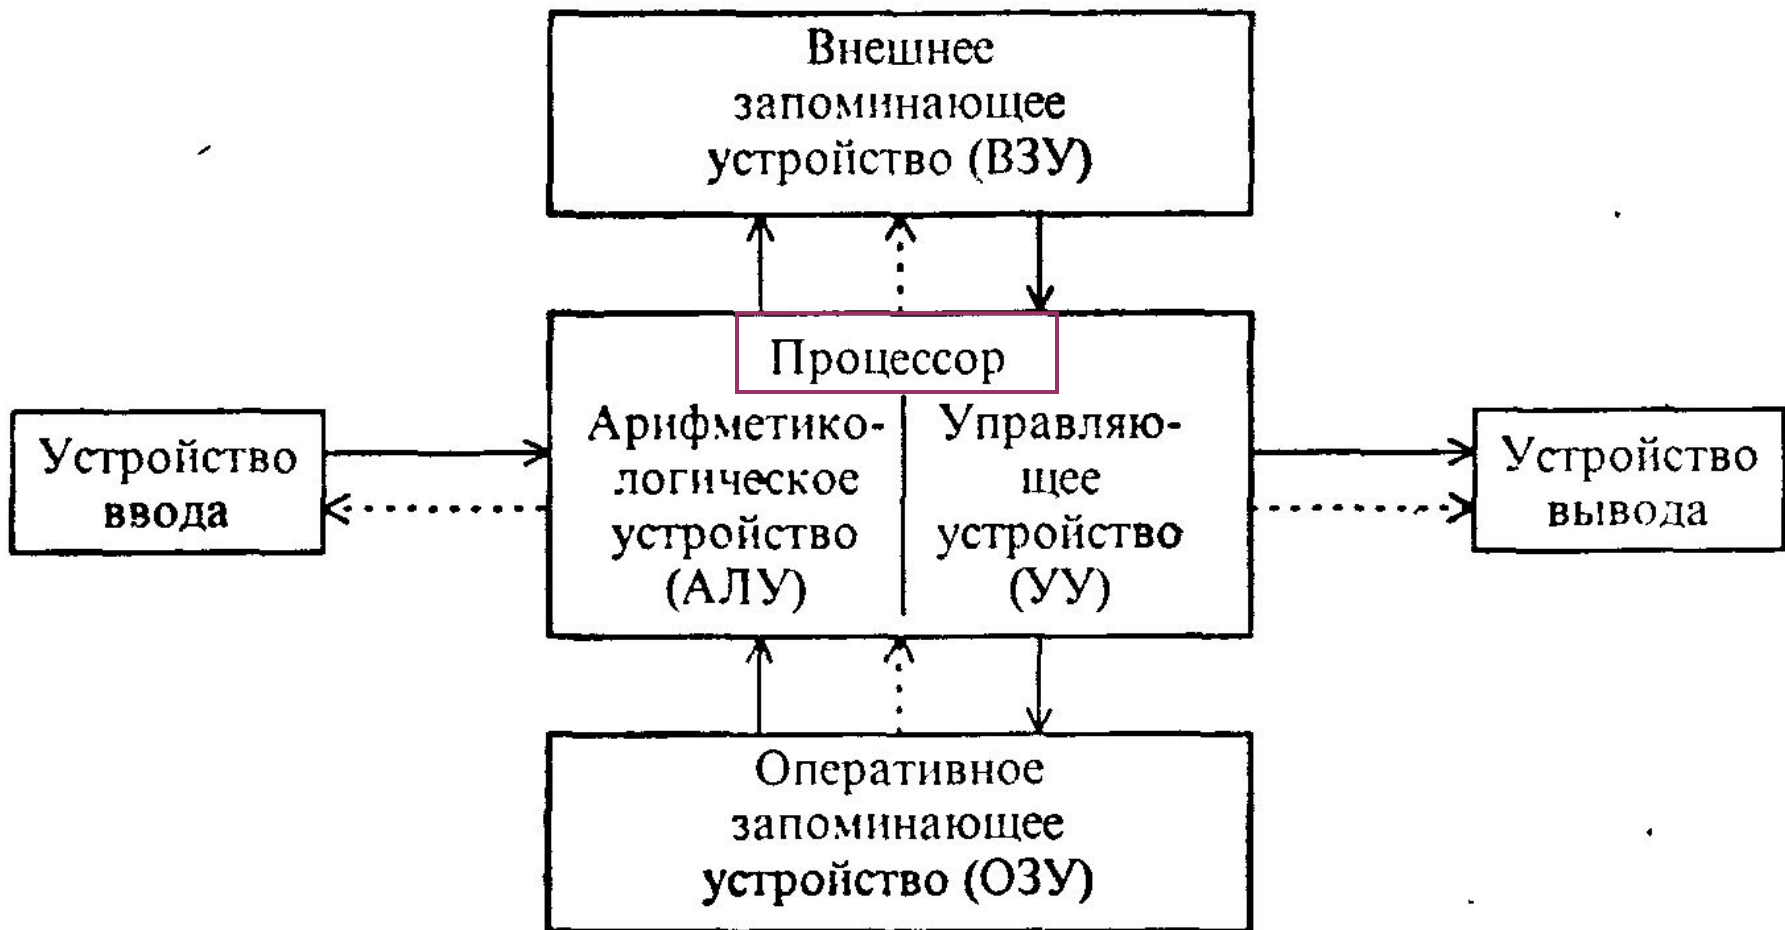 Внешнее
запоминающее
устройство (ВЗУ)
Процессор
Арифметико-
логическое
устройство
(АЛУ)
Управляю-
щее
устройство
(УУ)
Устройство
ввода
Устройство
вывода
Оперативное
запоминающее
устройство (ОЗУ)